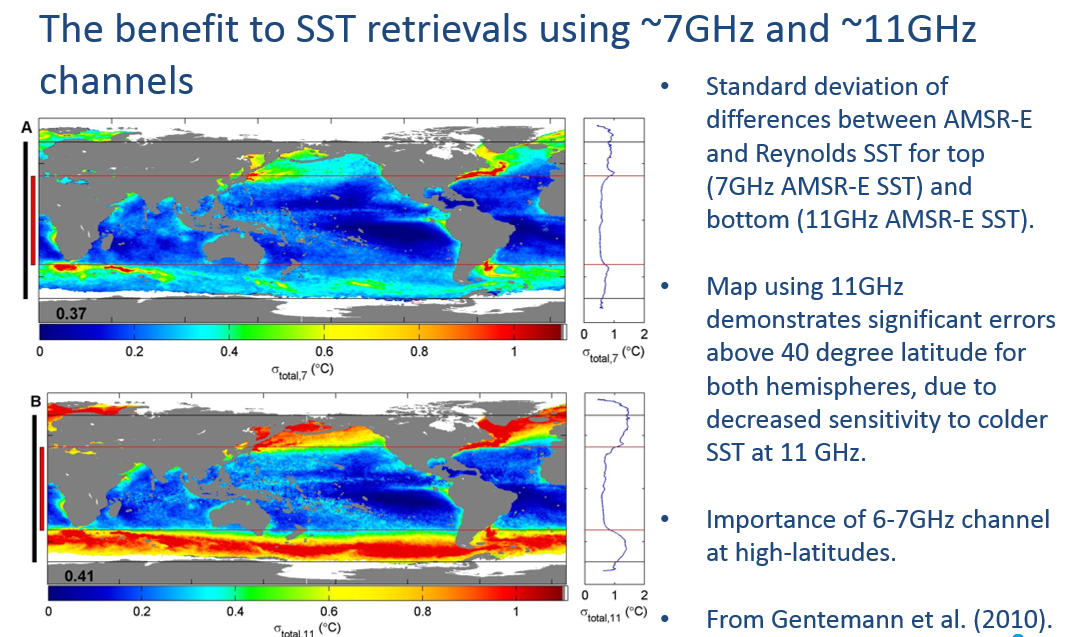 The benefit to SST retrievals using ~7GHz and ~11GHz
channels
A
0.37
0 0.2 0.4 0.6 0.8 1
σtotal,7 (°C)
0 1 2
σtotal,7 (°C)
B
0.41
0 0.2 0.4 0.6 0.8 1
σtotal,11 (°C)
0 1 2
σtotal,11 (°C)
• Standard deviation of
differences between AMSR-E
and Reynolds SST for top
(7GHz AMSR-E SST) and
bottom (11GHz AMSR-E SST).
• Map using 11GHz
demonstrates significant errors
above 40 degree latitude for
both hemispheres, due to
decreased sensitivity to colder
SST at 11 GHz.
• Importance of 6-7GHz channel
at high-latitudes.
• From Gentemann et al. (2010).